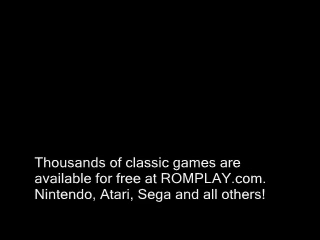 Thousands of classic games are
available for free at ROMPLAY.com.
Nintendo, Atari, Sega and all others!